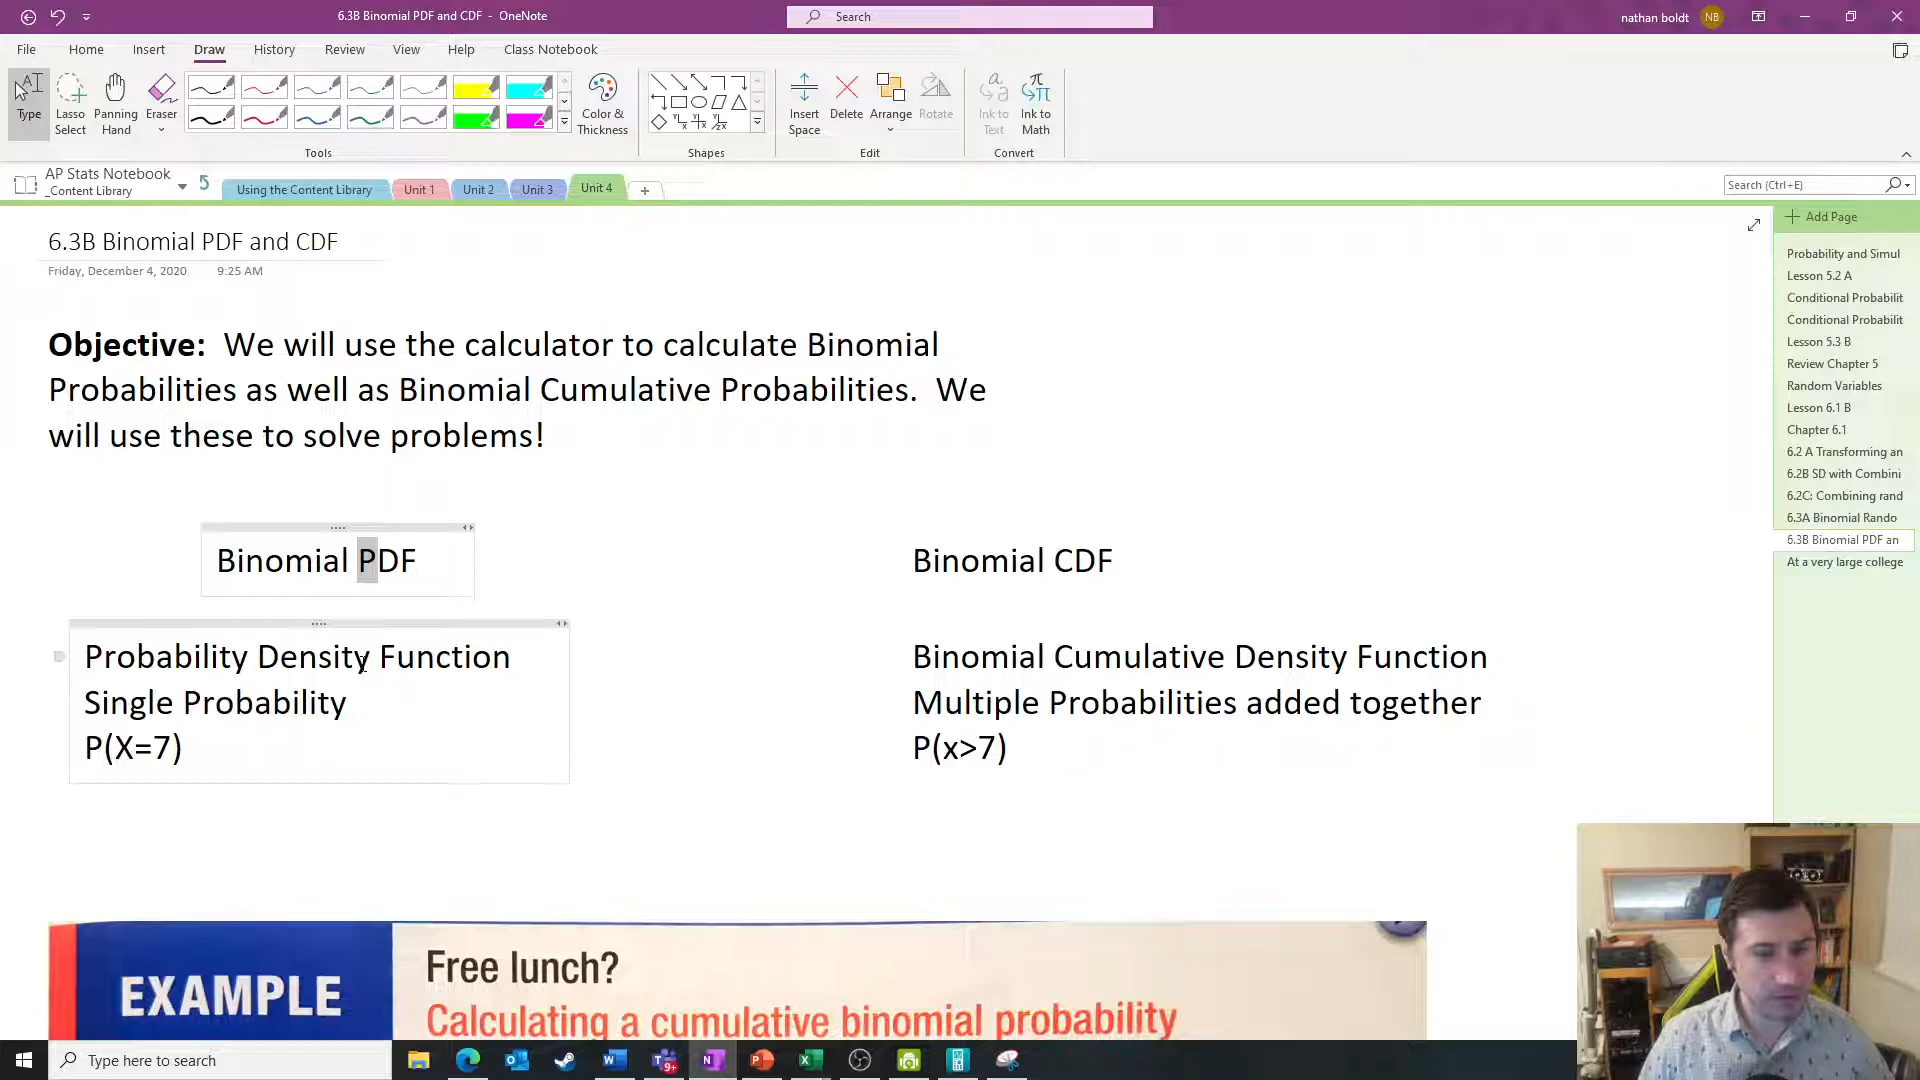 6.3B Binomial PDF and CDF - OneNote
Search
nathan boldt
NB
File
Home
Insert
Draw
History
Review
View
Help
Class Notebook
Type
Lasso Select
Panning Hand
Eraser
Color & Thickness
Insert Space
Delete
Arrange
Rotate
Ink to Text
Ink to Math
Tools
Shapes
Edit
Convert
AP Stats Notebook
_Content Library
Using the Content Library
Unit 1
Unit 2
Unit 3
Unit 4
Search (Ctrl+E)
6.3B Binomial PDF and CDF
Friday, December 4, 2020
9:25 AM
Objective: We will use the calculator to calculate Binomial
Probabilities as well as Binomial Cumulative Probabilities. We
will use these to solve problems!
Binomial PDF
Binomial CDF
Probability Density Function
Single Probability
P(X=7)
Binomial Cumulative Density Function
Multiple Probabilities added together
P(x>7)
EXAMPLE
Free lunch?
Calculating a cumulative binomial probability
Add Page
Probability and Simul
Lesson 5.2 A
Conditional Probabilit
Conditional Probabilit
Lesson 5.3 B
Review Chapter 5
Random Variables
Lesson 6.1 B
Chapter 6.1
6.2 A Transforming an
6.2B SD with Combini
6.2C: Combining rand
6.3A Binomial Rando
6.3B Binomial PDF an
At a very large college
Type here to search
9+